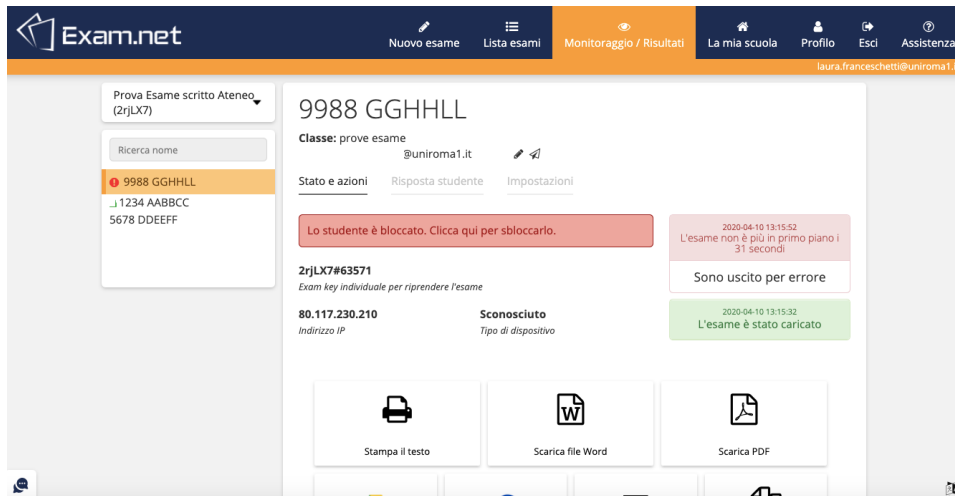 Exam.net
Nuovo esame
Lista esami
Monitoraggio / Risultati
La mia scuola
Profilo
Esci
Assistenza
laura.franceschetti@uniroma1.i
Prova Esame scritto Ateneo
(2rjLX7)
Ricerca nome
9988 GGHHLL
1234 AABBCC
5678 DDEEFF
9988 GGHHLL
Classe: prove esame
@uniroma1.it
Stato e azioni
Risposta studente
Impostazioni
Lo studente è bloccato. Clicca qui per sbloccarlo.
2rjLX7#63571
Exam key individuale per riprendere l'esame
80.117.230.210
Indirizzo IP
Sconosciuto
Tipo di dispositivo
2020-04-10 13:15:52
L'esame non è più in primo piano i
31 secondi
Sono uscito per errore
2020-04-10 13:15:32
L'esame è stato caricato
Stampa il testo
Scarica file Word
Scarica PDF